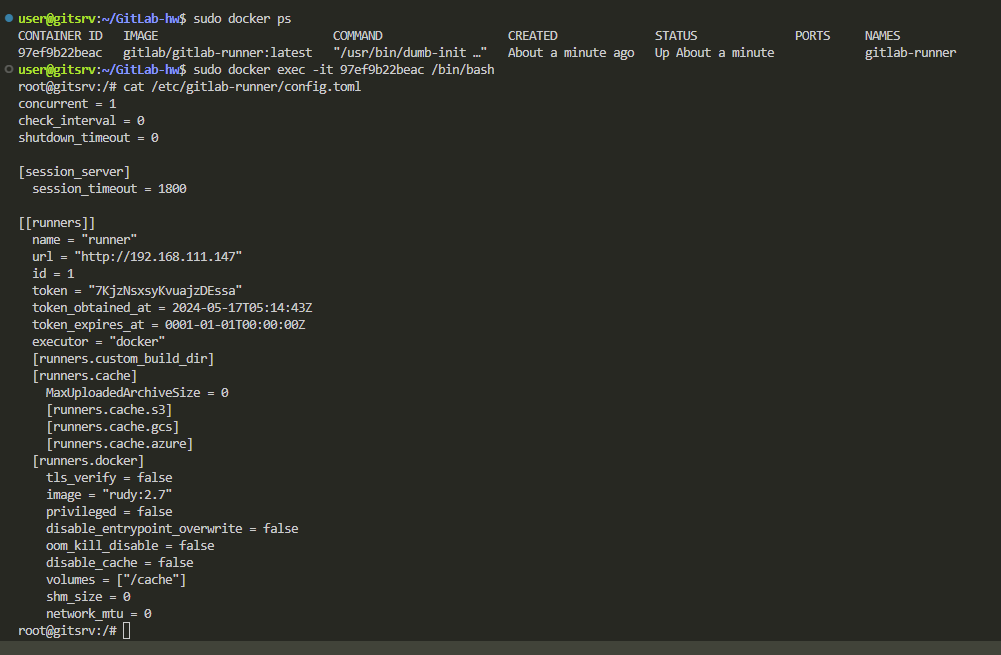 user@gitsrv:~/GitLab-hw$ sudo docker ps
CONTAINER ID   IMAGE                         COMMAND                  CREATED              STATUS              PORTS     NAMES
97ef9b22beac   gitlab/gitlab-runner:latest   "/usr/bin/dumb-init …"   About a minute ago   Up About a minute             gitlab-runner
user@gitsrv:~/GitLab-hw$ sudo docker exec -it 97ef9b22beac /bin/bash
root@gitsrv:/# cat /etc/gitlab-runner/config.toml
concurrent = 1
check_interval = 0
shutdown_timeout = 0

[session_server]
  session_timeout = 1800

[[runners]]
  name = "runner"
  url = "http://192.168.111.147"
  id = 1
  token = "7KjzNsxsyKvuajzDEssa"
  token_obtained_at = 2024-05-17T05:14:43Z
  token_expires_at = 0001-01-01T00:00:00Z
  executor = "docker"
  [runners.custom_build_dir]
  [runners.cache]
    MaxUploadedArchiveSize = 0
    [runners.cache.s3]
    [runners.cache.gcs]
    [runners.cache.azure]
  [runners.docker]
    tls_verify = false
    image = "rudy:2.7"
    privileged = false
    disable_entrypoint_overwrite = false
    oom_kill_disable = false
    disable_cache = false
    volumes = ["/cache"]
    shm_size = 0
    network_mtu = 0
root@gitsrv:/#